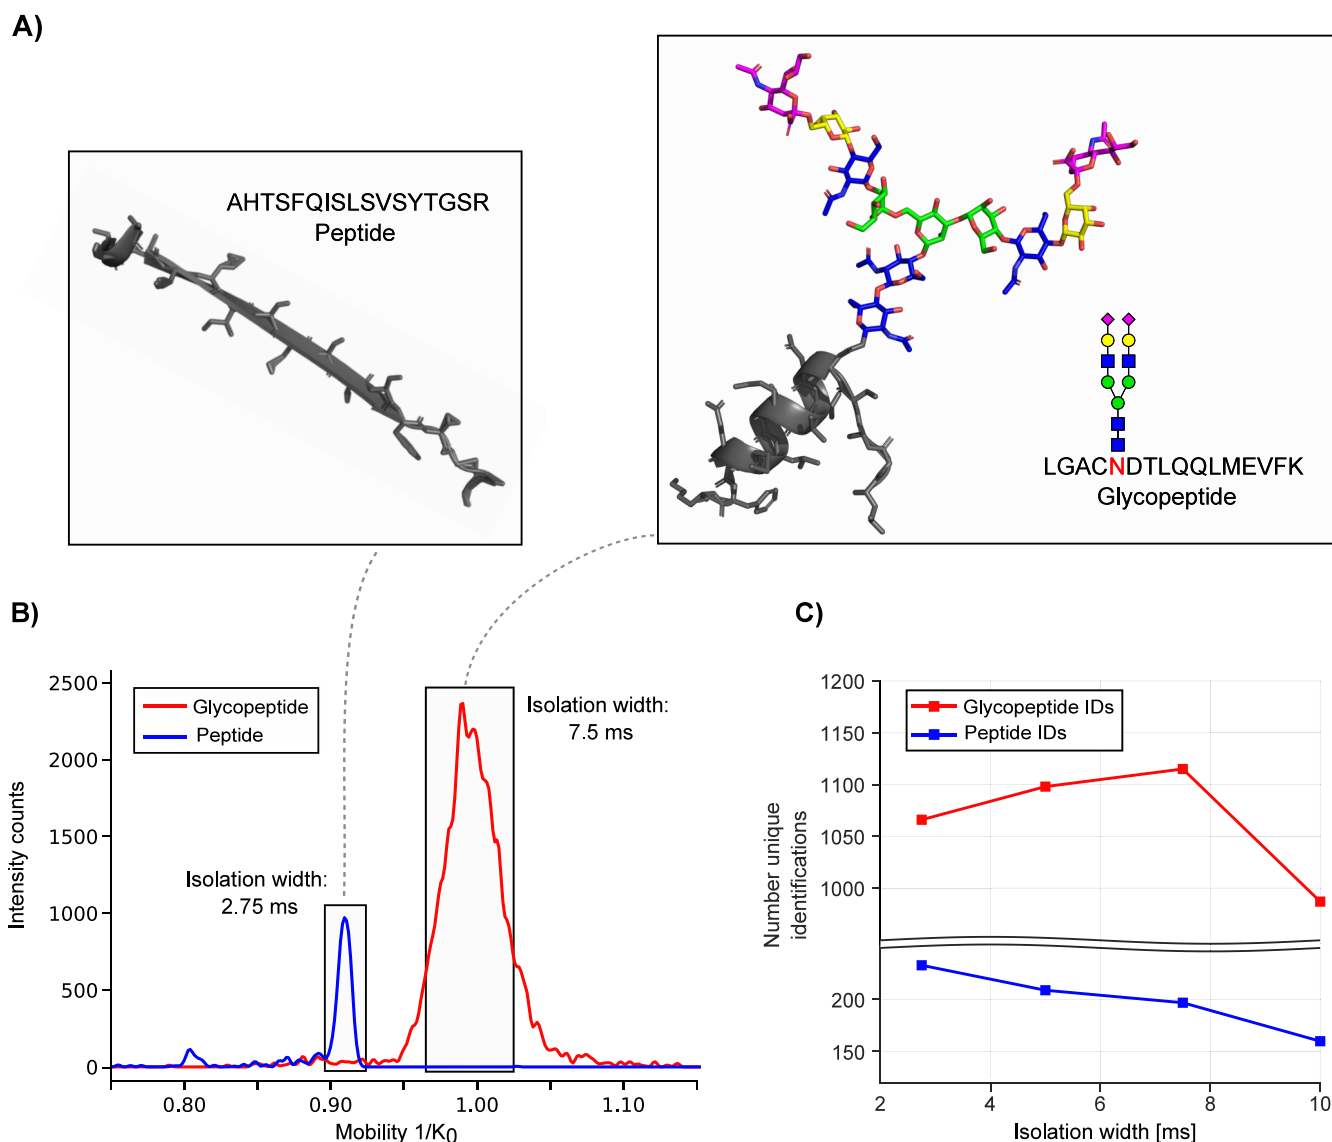 A)
AHTSFQISLSVSYTGSR
Peptide
LGACNDTLQQLMEVFK
Glycopeptide
B)
2500
2000
1500
1000
500
0
Intensity counts
Glycopeptide
Peptide
Isolation width:
2.75 ms
Isolation width:
7.5 ms
0.80
0.90
1.00
1.10
Mobility 1/K0
C)
1200
1150
1100
1050
1000
200
150
Number unique
identifications
Glycopeptide IDs
Peptide IDs
2
4
6
8
10
Isolation width [ms]